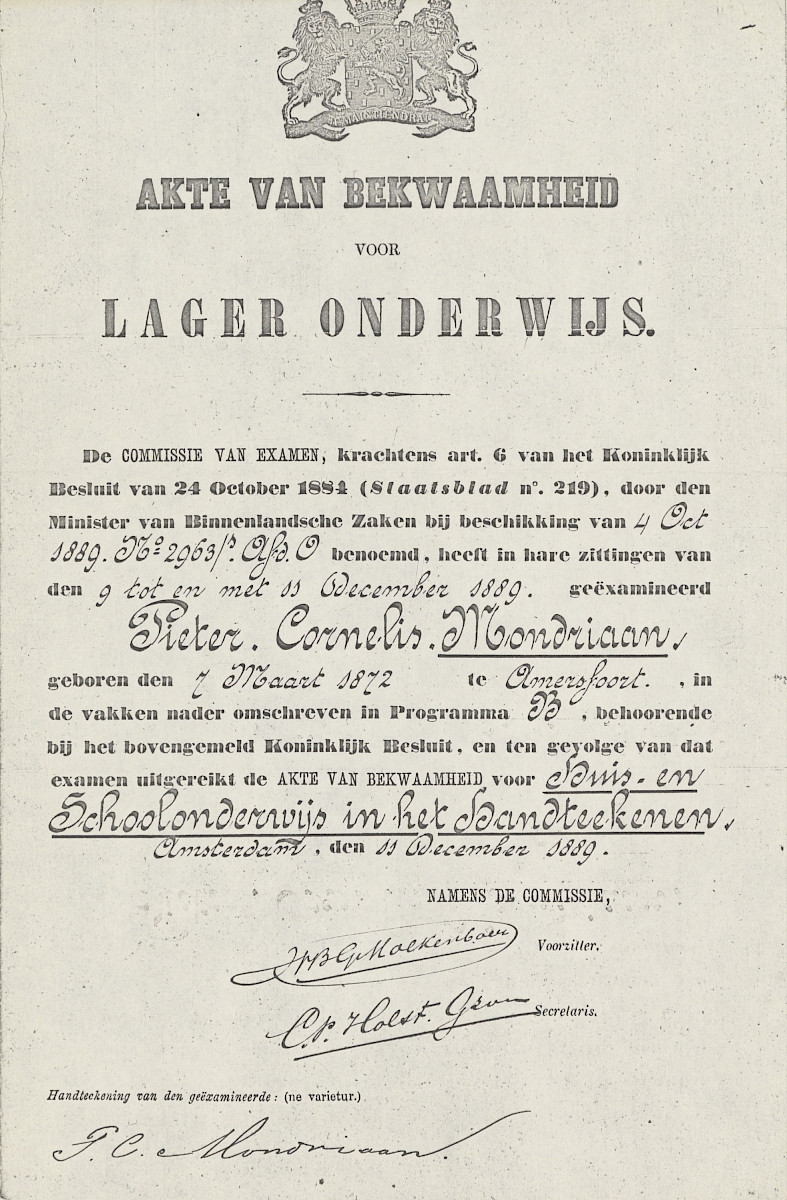 JE MAINTIENDRAI
AKTE VAN BEKWAAMHEID
VOOR
LAGER ONDERWIJS.
De COMMISSIE VAN EXAMEN, krachtens art. 6 van het Koninklijk
Besluit van 24 October 1884 (Staatsblad nº. 219), door den
Minister van Binnenlandsche Zaken bij beschikking van 4 Oct
1889. Nº 2963/3. Afd. O benoemd, heeft in hare zittingen van
den 9 tot en met 11 December 1889. geëxamineerd
Pieter. Cornelis. Mondriaan,
geboren den 7 Maart 1872 te Amersfoort. , in
de vakken nader omschreven in Programma B , behoorende
bij het bovengemeld Koninklijk Besluit, en ten gevolge van dat
examen uitgereikt de AKTE VAN BEKWAAMHEID voor Huis- en
Schoolonderwijs in het Handteekenen,
Amsterdam , den 11 December 1889.
NAMENS DE COMMISSIE,
Molkenboer Voorzitter.
C.P. Holst. Secretaris.
Handteekening van den geëxamineerde: (ne varietur.)
P. C. Mondriaan.